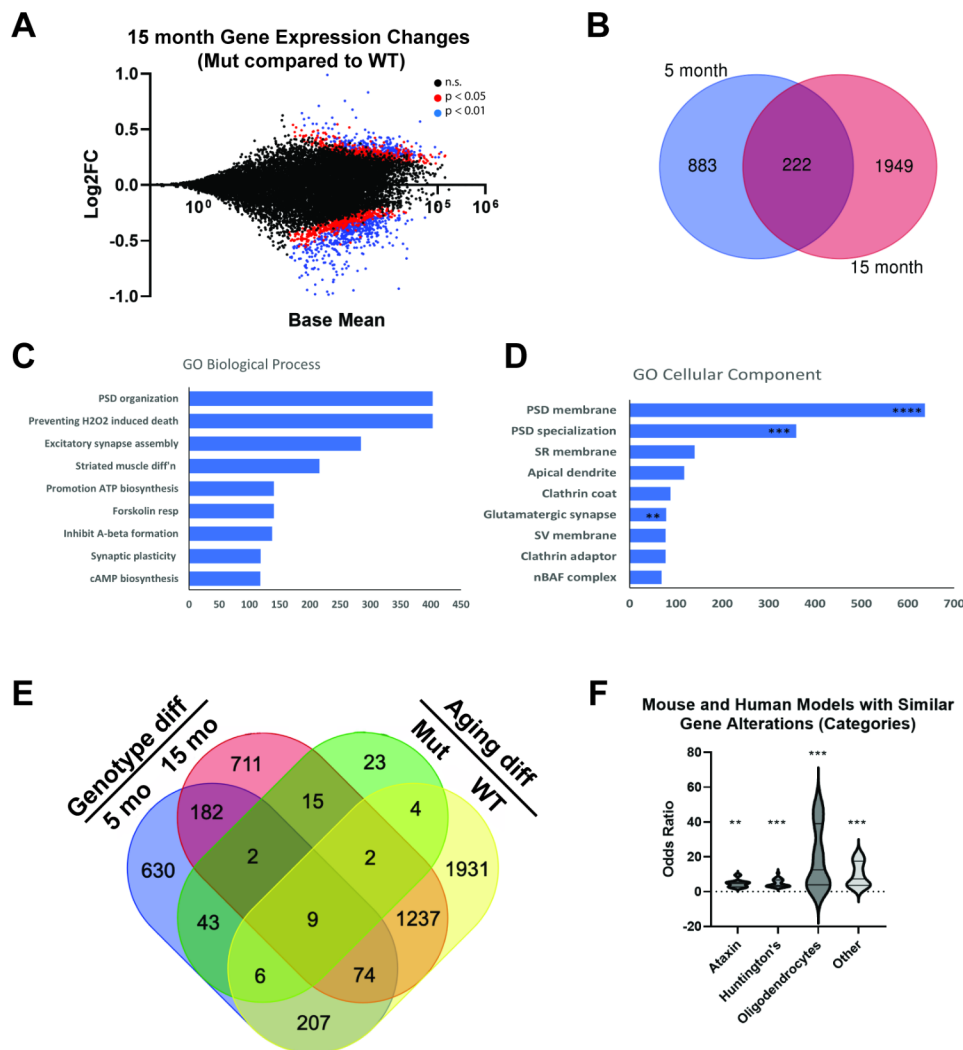 A
15 month Gene Expression Changes
(Mut compared to WT)
1.0
0.5
0.0
-0.5
-1.0
Log2FC
n.s.
p < 0.05
p < 0.01
10⁰
10⁵
10⁶
Base Mean
B
5 month
883
222
1949
15 month
C
GO Biological Process
PSD organization
Preventing H2O2 induced death
Excitatory synapse assembly
Striated muscle diff'n
Promotion ATP biosynthesis
Forskolin resp
Inhibit A-beta formation
Synaptic plasticity
cAMP biosynthesis
0 50 100 150 200 250 300 350 400 450
D
GO Cellular Component
PSD membrane ****
PSD specialization ***
SR membrane
Apical dendrite
Clathrin coat
Glutamatergic synapse **
SV membrane
Clathrin adaptor
nBAF complex
0 100 200 300 400 500 600 700
E
Genotype diff
5 mo 15 mo
Aging diff
Mut WT
711
23
182
15
4
630
2
2
1931
43
9
1237
6
74
207
F
Mouse and Human Models with Similar
Gene Alterations (Categories)
80
60
40
20
0
-20
Odds Ratio
** *** *** ***
Ataxin
Huntington's
Oligodendrocytes
Other